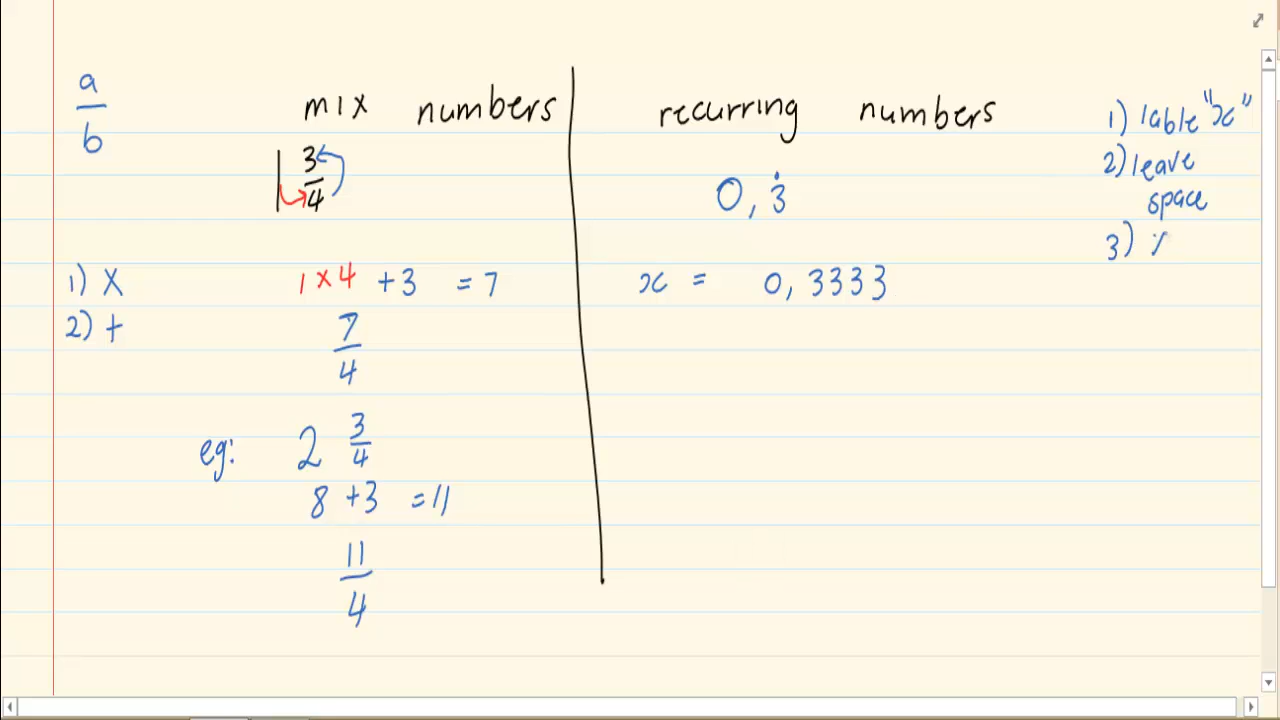 a/b
mix numbers
1 3/4
1) X
2) +
1 × 4 + 3 = 7
7/4
eg: 2 3/4
8 + 3 = 11
11/4
recurring numbers
0,3̇
x = 0,3333
1) lable "x"
2) leave
space
3)